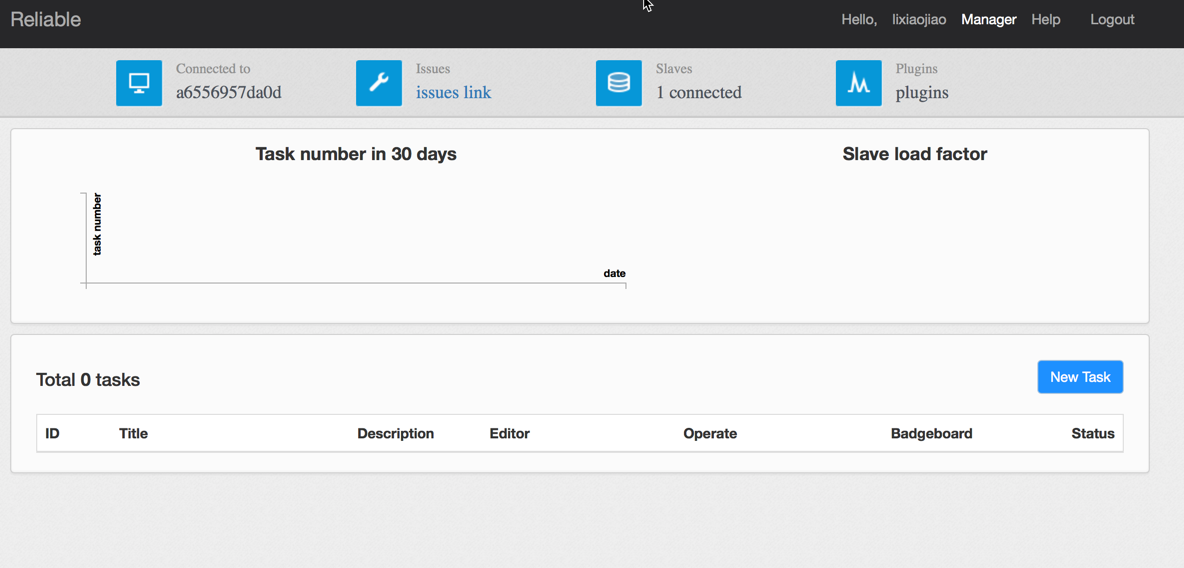 Reliable
Hello, lixiaojiao Manager Help Logout
Connected to
a6556957da0d
Issues
issues link
Slaves
1 connected
Plugins
plugins
Task number in 30 days
task number
date
Slave load factor
Total 0 tasks
New Task
ID Title Description Editor Operate Badgeboard Status